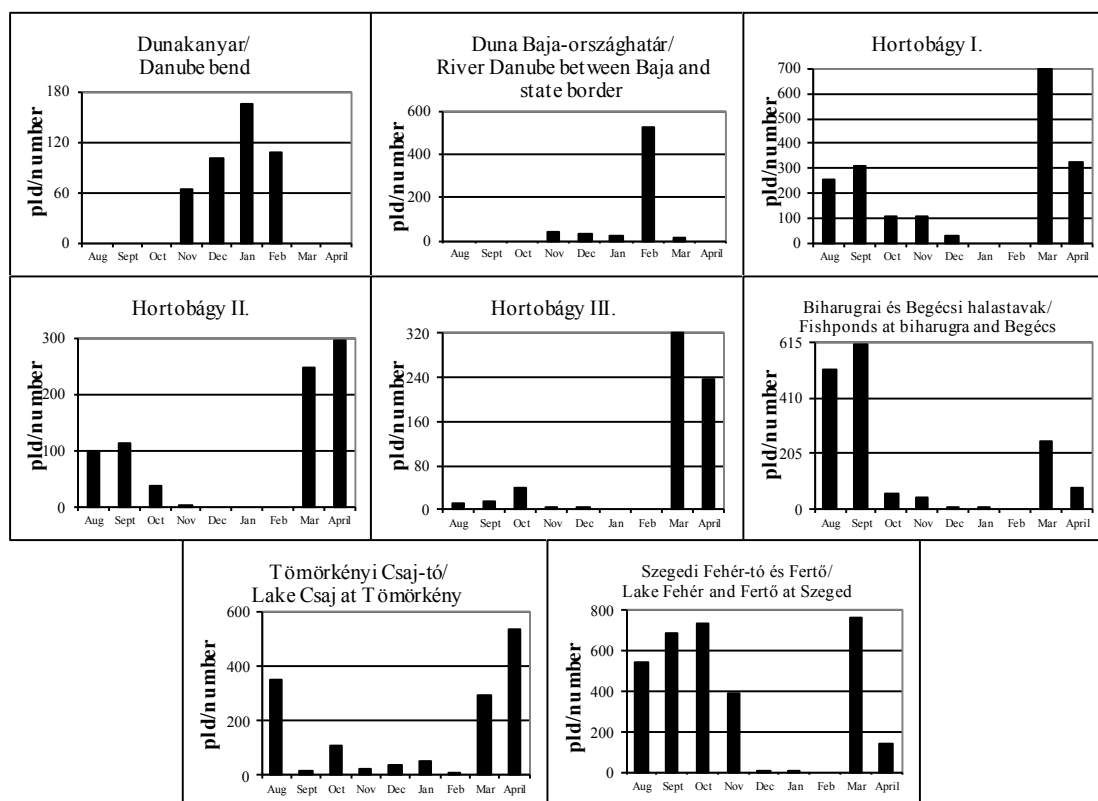 Dunakanyar/
Danube bend
pld/number
180
120
60
0
Aug Sept Oct Nov Dec Jan Feb Mar April
Duna Baja-országhatár/
River Danube between Baja and
state border
pld/number
600
400
200
0
Aug Sept Oct Nov Dec Jan Feb Mar April
Hortobágy I.
pld/number
700
600
500
400
300
200
100
0
Aug Sept Oct Nov Dec Jan Feb Mar April
Hortobágy II.
pld/number
300
200
100
0
Aug Sept Oct Nov Dec Jan Feb Mar April
Hortobágy III.
pld/number
320
240
160
80
0
Aug Sept Oct Nov Dec Jan Feb Mar April
Biharugrai és Begécsi halastavak/
Fishponds at biharugra and Begécs
pld/number
615
410
205
0
Aug Sept Oct Nov Dec Jan Feb Mar April
Tömörkényi Csaj-tó/
Lake Csaj at Tömörkény
pld/number
600
400
200
0
Aug Sept Oct Nov Dec Jan Feb Mar April
Szegedi Fehér-tó és Fertő/
Lake Fehér and Fertő at Szeged
pld/number
800
600
400
200
0
Aug Sept Oct Nov Dec Jan Feb Mar April